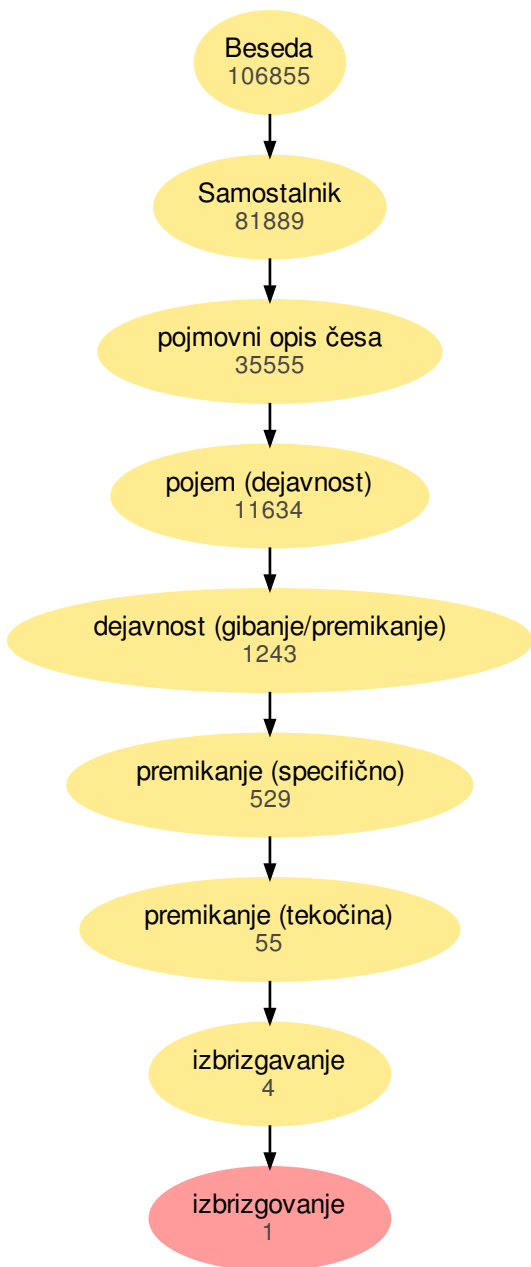 Beseda
106855
Samostalnik
81889
pojmovni opis česa
35555
pojem (dejavnost)
11634
dejavnost (gibanje/premikanje)
1243
premikanje (specifično)
529
premikanje (tekočina)
55
izbrizgavanje
4
izbrizgovanje
1